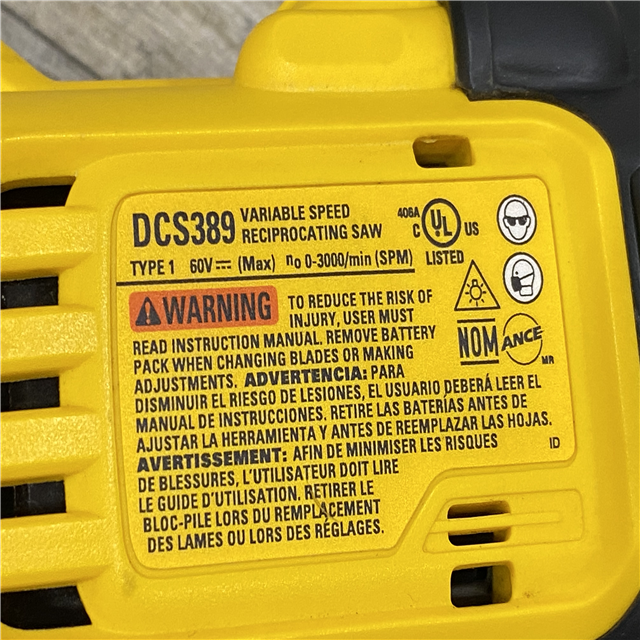 DCS389 VARIABLE SPEED
RECIPROCATING SAW
TYPE 1 60V⎓ (Max) no 0-3000/min (SPM)
406A
C UL US
LISTED
WARNING TO REDUCE THE RISK OF
INJURY, USER MUST
READ INSTRUCTION MANUAL. REMOVE BATTERY
PACK WHEN CHANGING BLADES OR MAKING
ADJUSTMENTS. ADVERTENCIA: PARA
DISMINUIR EL RIESGO DE LESIONES, EL USUARIO DEBERÁ LEER EL
MANUAL DE INSTRUCCIONES. RETIRE LAS BATERÍAS ANTES DE
AJUSTAR LA HERRAMIENTA Y ANTES DE REEMPLAZAR LAS HOJAS.
AVERTISSEMENT: AFIN DE MINIMISER LES RISQUES
DE BLESSURES, L'UTILISATEUR DOIT LIRE
LE GUIDE D'UTILISATION. RETIRER LE
BLOC-PILE LORS DU REMPLACEMENT
DES LAMES OU LORS DES RÉGLAGES.
NOM ANCE
MR
ID